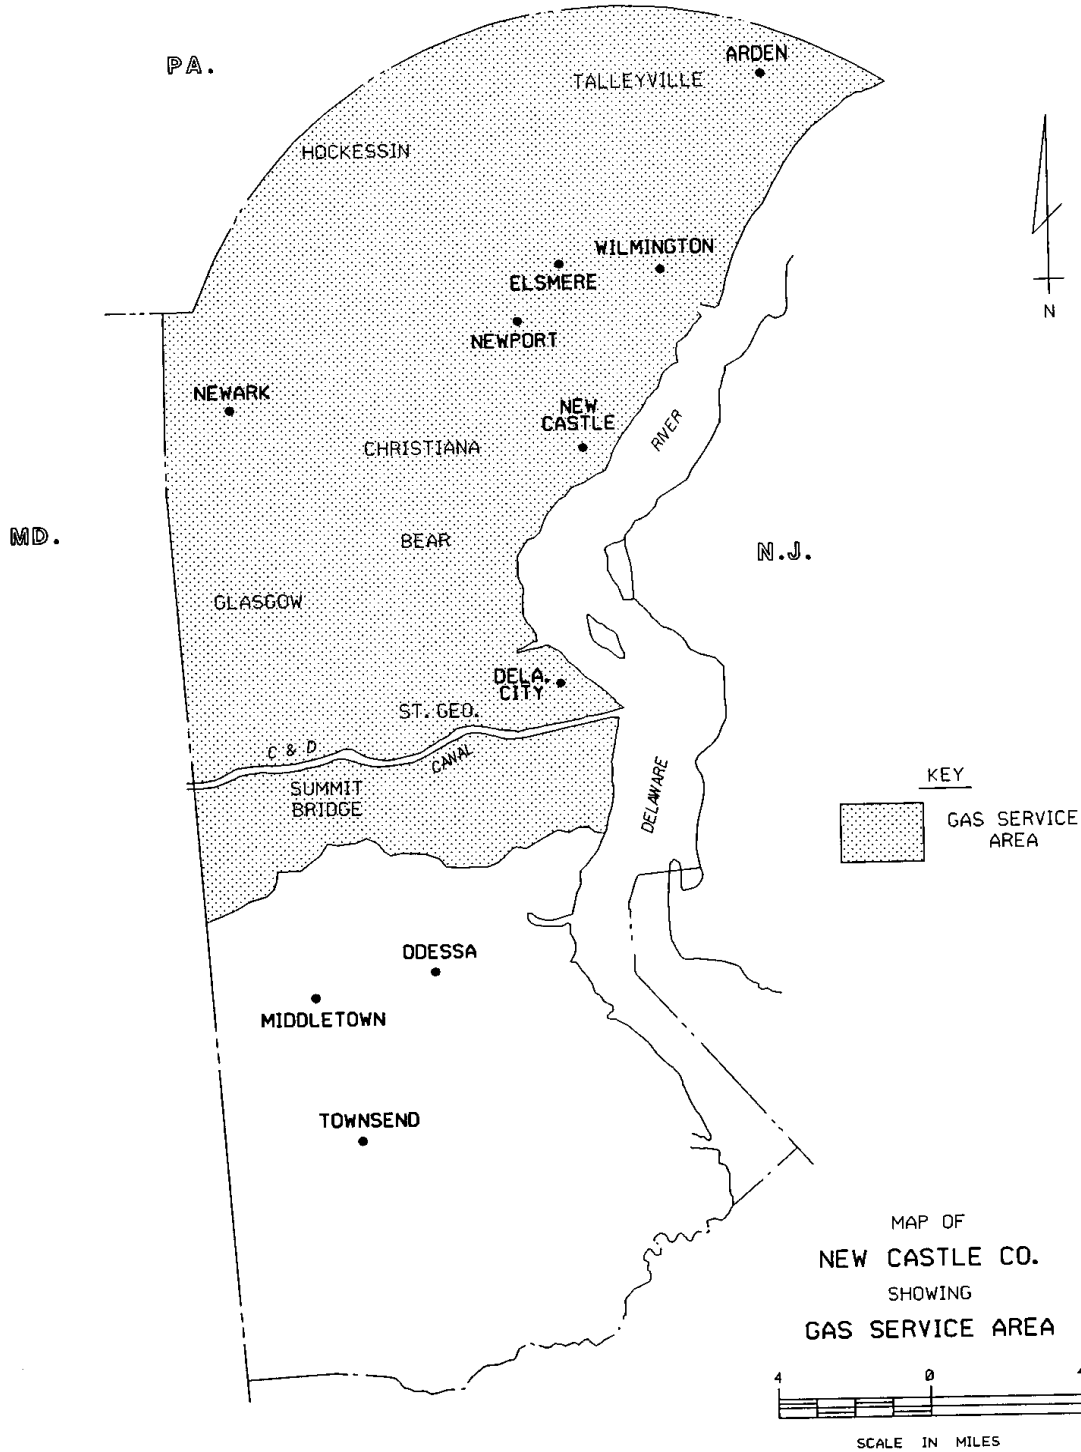 PA.
ARDEN
TALLEYVILLE
HOCKESSIN
WILMINGTON
ELSMERE
NEWPORT
N
NEWARK
NEW
CASTLE
CHRISTIANA
RIVER
MD.
BEAR
N.J.
GLASGOW
DELA.
CITY
ST. GEO.
C & D
CANAL
SUMMIT
BRIDGE
DELAWARE
KEY
GAS SERVICE
AREA
ODESSA
MIDDLETOWN
TOWNSEND
MAP OF
NEW CASTLE CO.
SHOWING
GAS SERVICE AREA
4 0 4
SCALE IN MILES